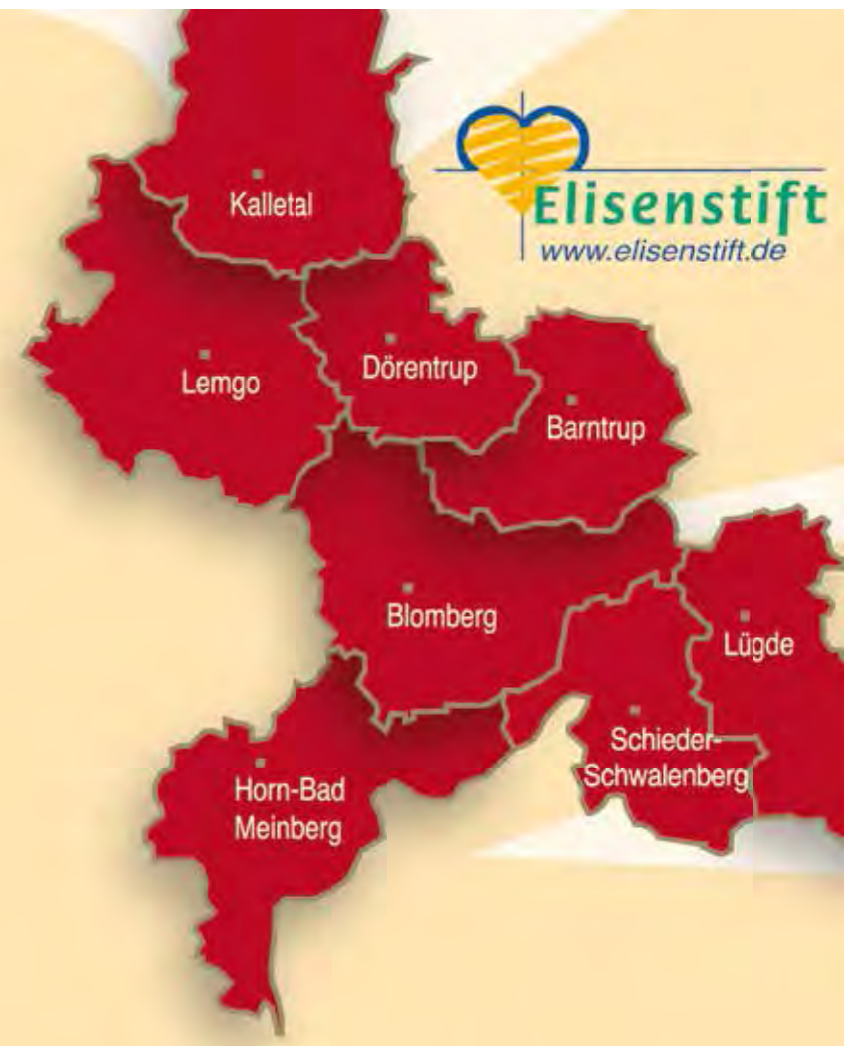 Kalletal
Elisenstift
www.elisenstift.de
Lemgo
Dörentrup
Barntrup
Blomberg
Lügde
Schieder-
Schwalenberg
Horn-Bad
Meinberg